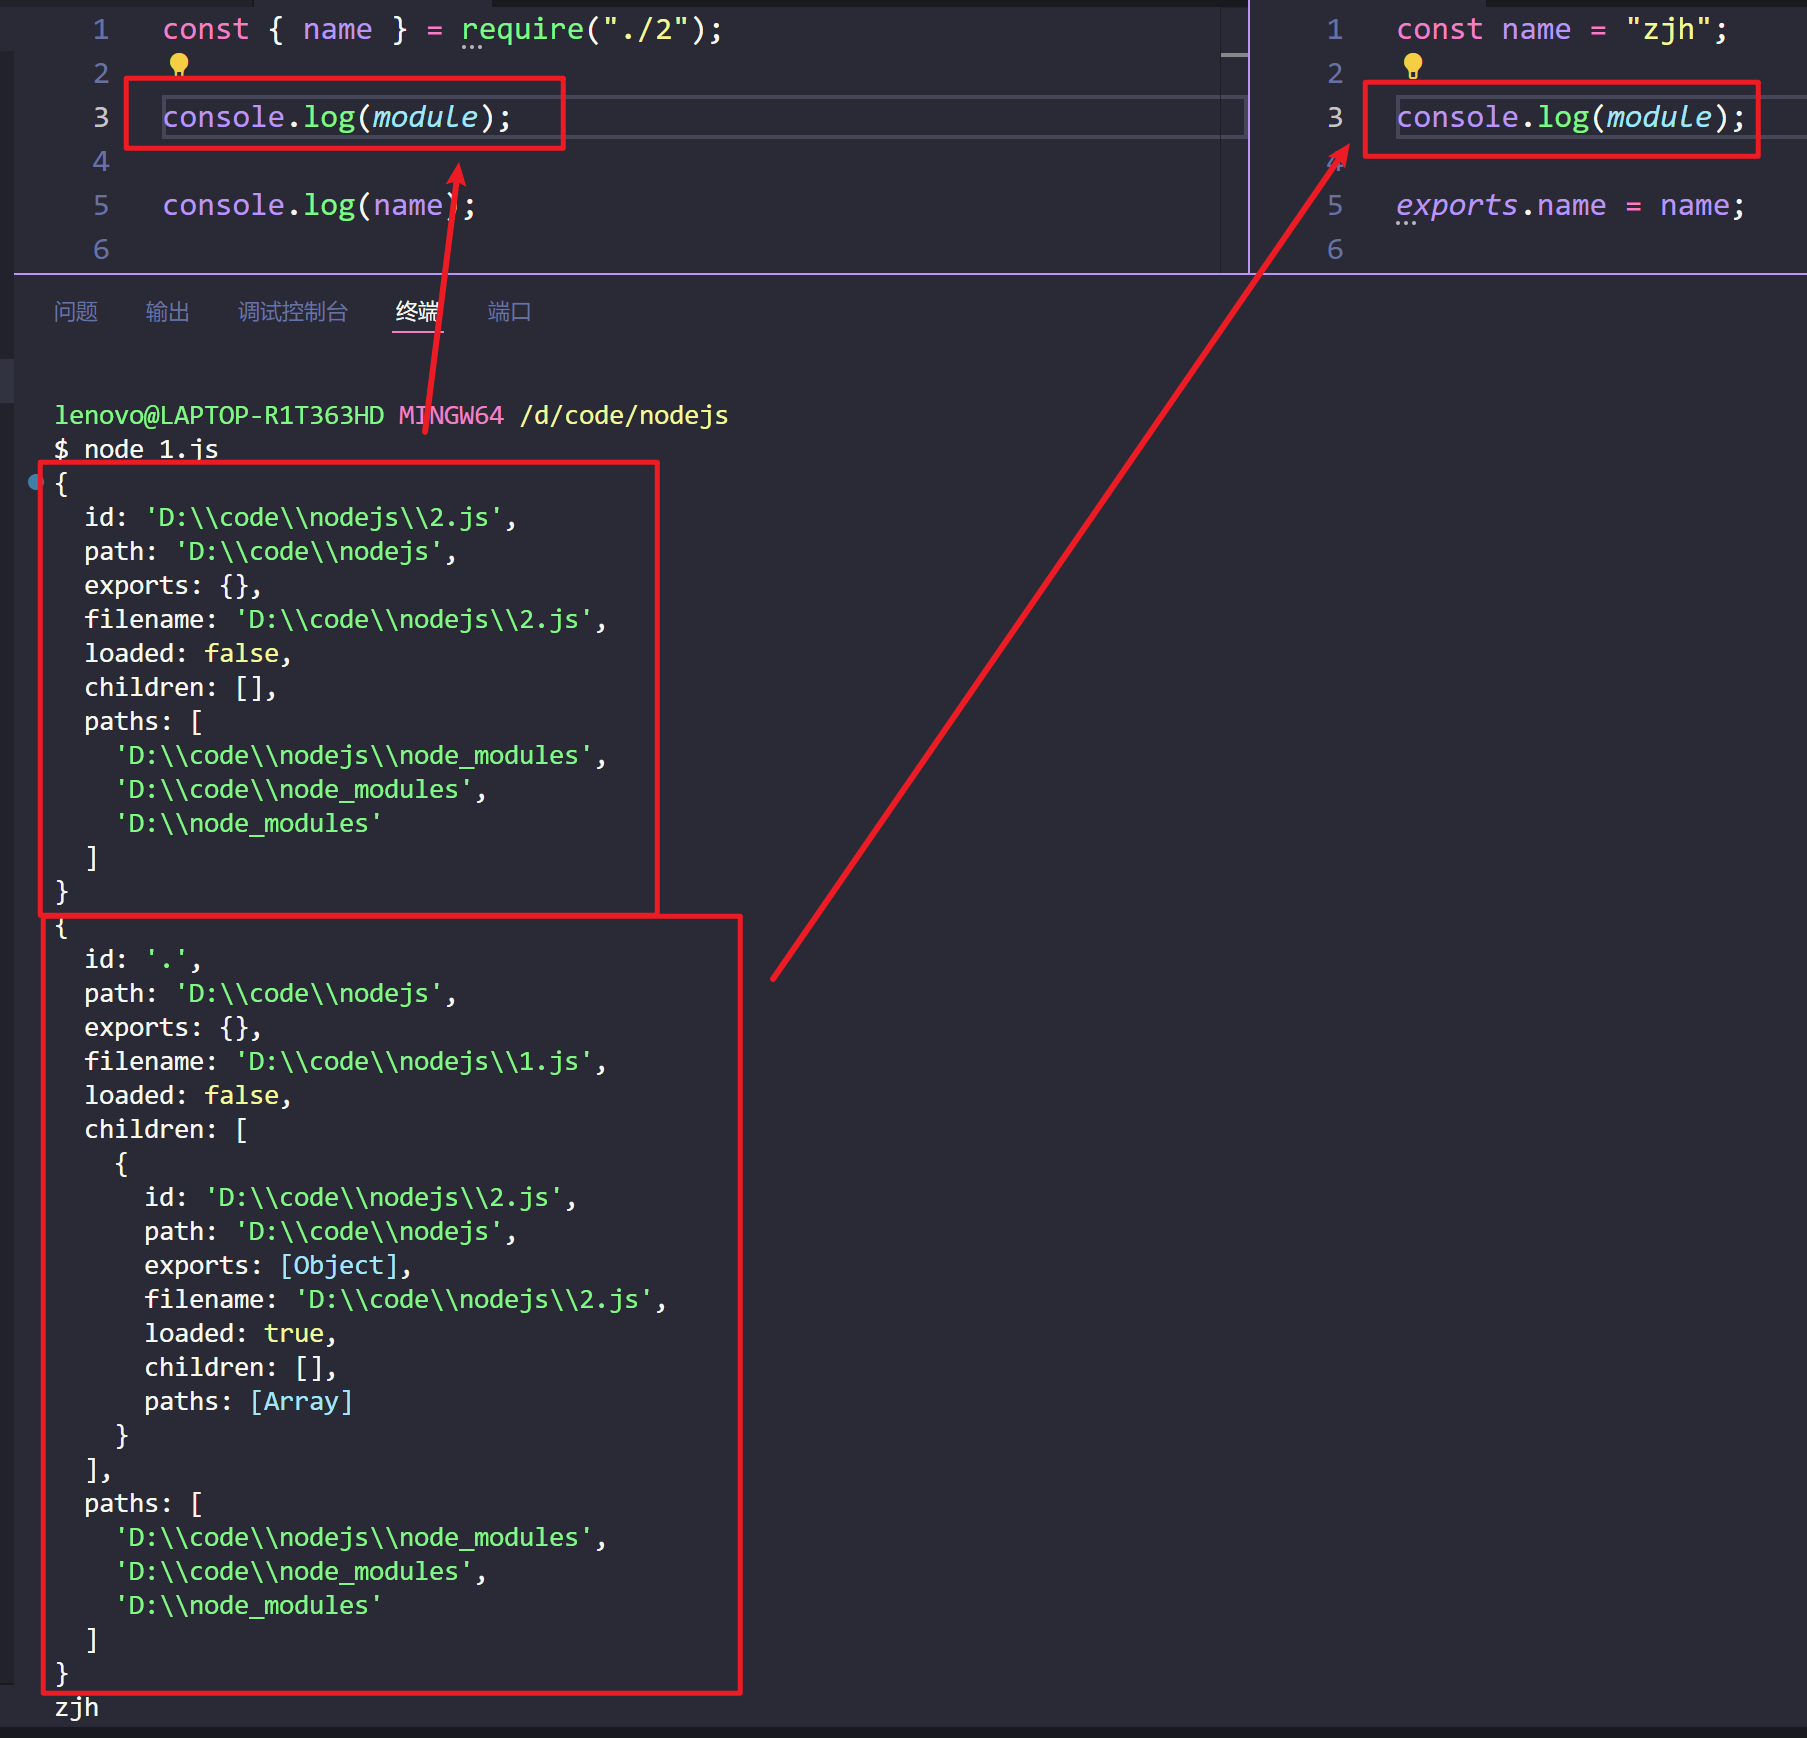 1 const { name } = require("./2");
2
3 console.log(module);
4
5 console.log(name);
6
1 const name = "zjh";
2
3 console.log(module);
4
5 exports.name = name;
6
问题 输出 调试控制台 终端 端口
lenovo@LAPTOP-R1T363HD MINGW64 /d/code/nodejs
$ node 1.js
{
  id: 'D:\\code\\nodejs\\2.js',
  path: 'D:\\code\\nodejs',
  exports: {},
  filename: 'D:\\code\\nodejs\\2.js',
  loaded: false,
  children: [],
  paths: [
    'D:\\code\\nodejs\\node_modules',
    'D:\\code\\node_modules',
    'D:\\node_modules'
  ]
}
{
  id: '.',
  path: 'D:\\code\\nodejs',
  exports: {},
  filename: 'D:\\code\\nodejs\\1.js',
  loaded: false,
  children: [
    {
      id: 'D:\\code\\nodejs\\2.js',
      path: 'D:\\code\\nodejs',
      exports: [Object],
      filename: 'D:\\code\\nodejs\\2.js',
      loaded: true,
      children: [],
      paths: [Array]
    }
  ],
  paths: [
    'D:\\code\\nodejs\\node_modules',
    'D:\\code\\node_modules',
    'D:\\node_modules'
  ]
}
zjh